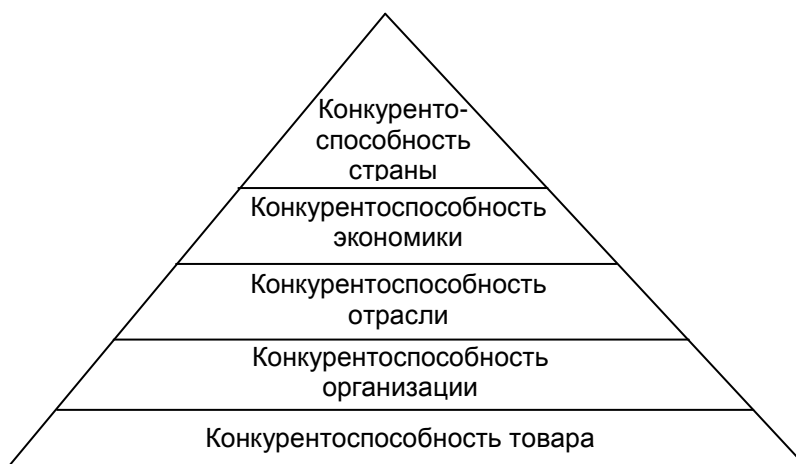 Конкуренто-
способность
страны
Конкурентоспособность
экономики
Конкурентоспособность
отрасли
Конкурентоспособность
организации
Конкурентоспособность товара